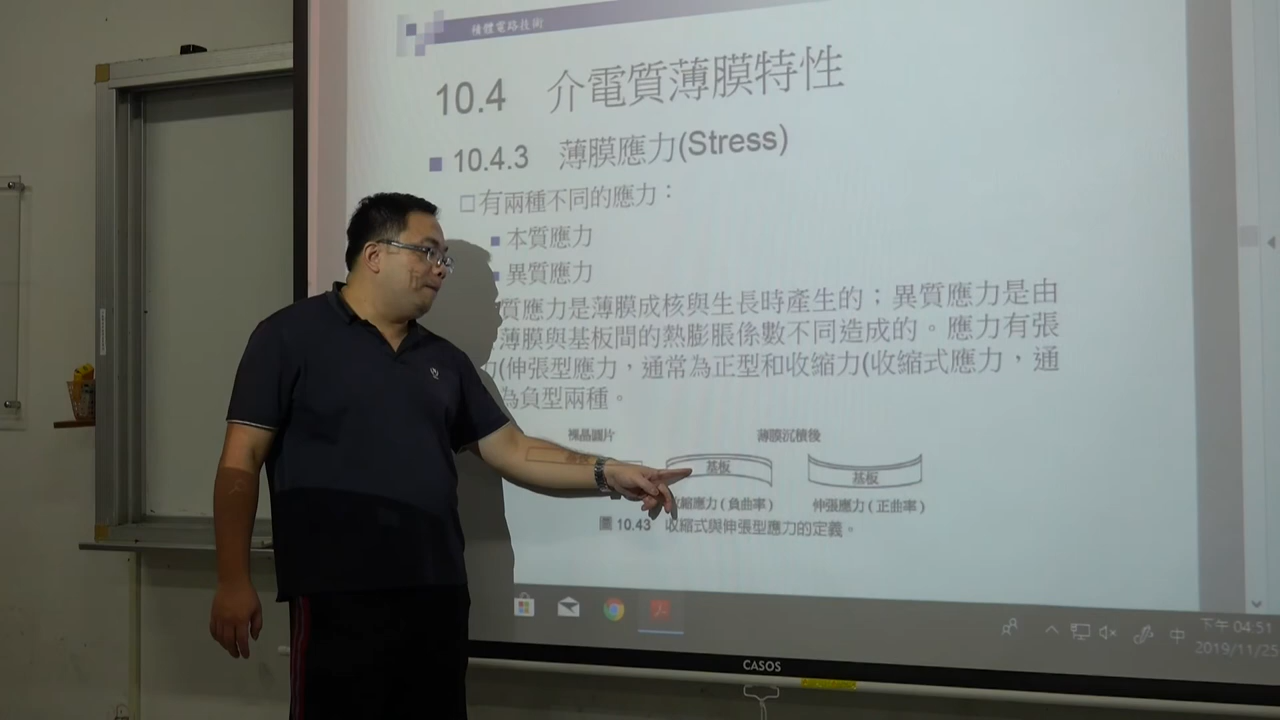 積體電路技術
10.4 介電質薄膜特性
10.4.3 薄膜應力(Stress)
有兩種不同的應力：
本質應力
異質應力
質應力是薄膜成核與生長時產生的；異質應力是由
薄膜與基板間的熱膨脹係數不同造成的。應力有張
力(伸張型應力，通常為正型和收縮力(收縮式應力，通
為負型兩種。
裸晶圓片 薄膜沉積後
基板 基板
縮應力(負曲率) 伸張應力(正曲率)
圖 10.43 收縮式與伸張型應力的定義。
中 下午 04:51
2019/11/25
CASOS